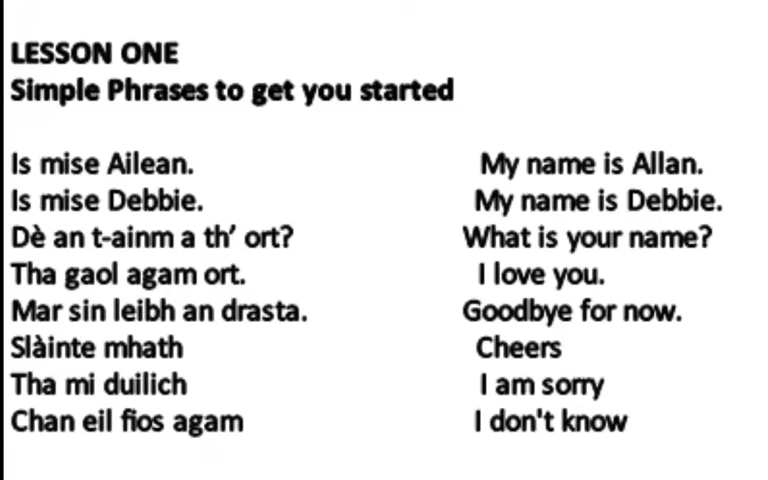 LESSON ONE
Simple Phrases to get you started
Is mise Ailean. My name is Allan.
Is mise Debbie. My name is Debbie.
Dè an t-ainm a th’ ort? What is your name?
Tha gaol agam ort. I love you.
Mar sin leibh an drasta. Goodbye for now.
Slàinte mhath Cheers
Tha mi duilich I am sorry
Chan eil fios agam I don't know